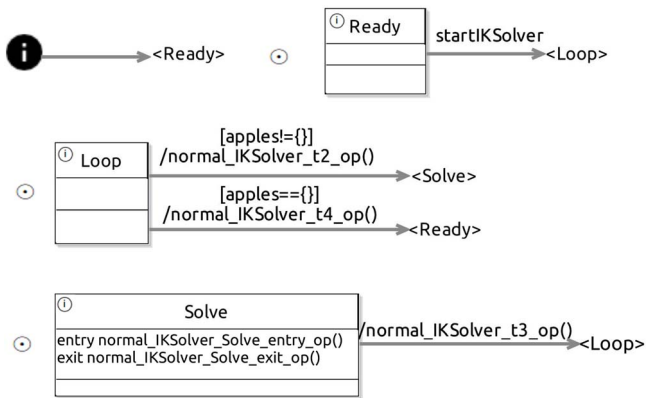 i
<Ready>
i
Ready
startIKSolver
<Loop>
i
Loop
[apples!={}]
/normal_IKSolver_t2_op()
<Solve>
[apples=={}]
/normal_IKSolver_t4_op()
<Ready>
i
Solve
entry normal_IKSolver_Solve_entry_op()
exit normal_IKSolver_Solve_exit_op()
/normal_IKSolver_t3_op()
<Loop>